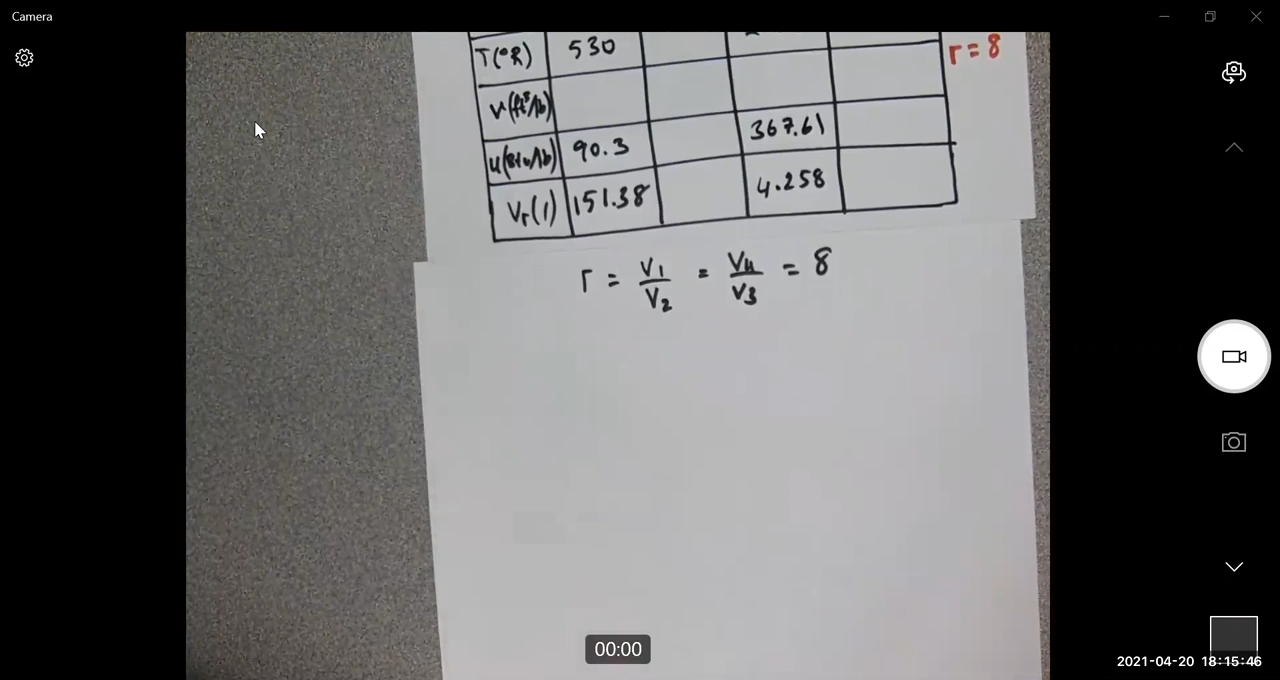 Camera
T(°R) 530
r = 8
v(ft³/lb)
u(Btu/lb) 90.3 367.61
Vr(1) 151.38 4.258
r = V1/V2 = V4/V3 = 8
00:00
2021-04-20 18:15:46